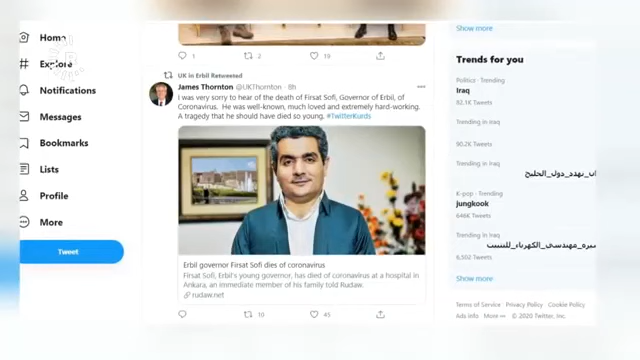 Home
Explore
Notifications
Messages
Bookmarks
Lists
Profile
More
Tweet
1
2
19
UK in Erbil Retweeted
James Thornton @UKThornton · 8h
I was very sorry to hear of the death of Firsat Sofi, Governor of Erbil, of
Coronavirus. He was well-known, much loved and extremely hard-working.
A tragedy that he should have died so young. #TwitterKurds
Erbil governor Firsat Sofi dies of coronavirus
Firsat Sofi, Erbil's young governor, has died of coronavirus at a hospital in
Ankara, an immediate member of his family told Rudaw.
rudaw.net
10
45
Show more
Trends for you
Politics · Trending
Iraq
82.1K Tweets
Trending in Iraq
90.2K Tweets
Trending in Iraq
تهدد_دول_الخليج
K-pop · Trending
jungkook
646K Tweets
Trending in Iraq
6,502 Tweets
Show more
Terms of Service Privacy Policy Cookie Policy
Ads info More © 2020 Twitter, Inc.